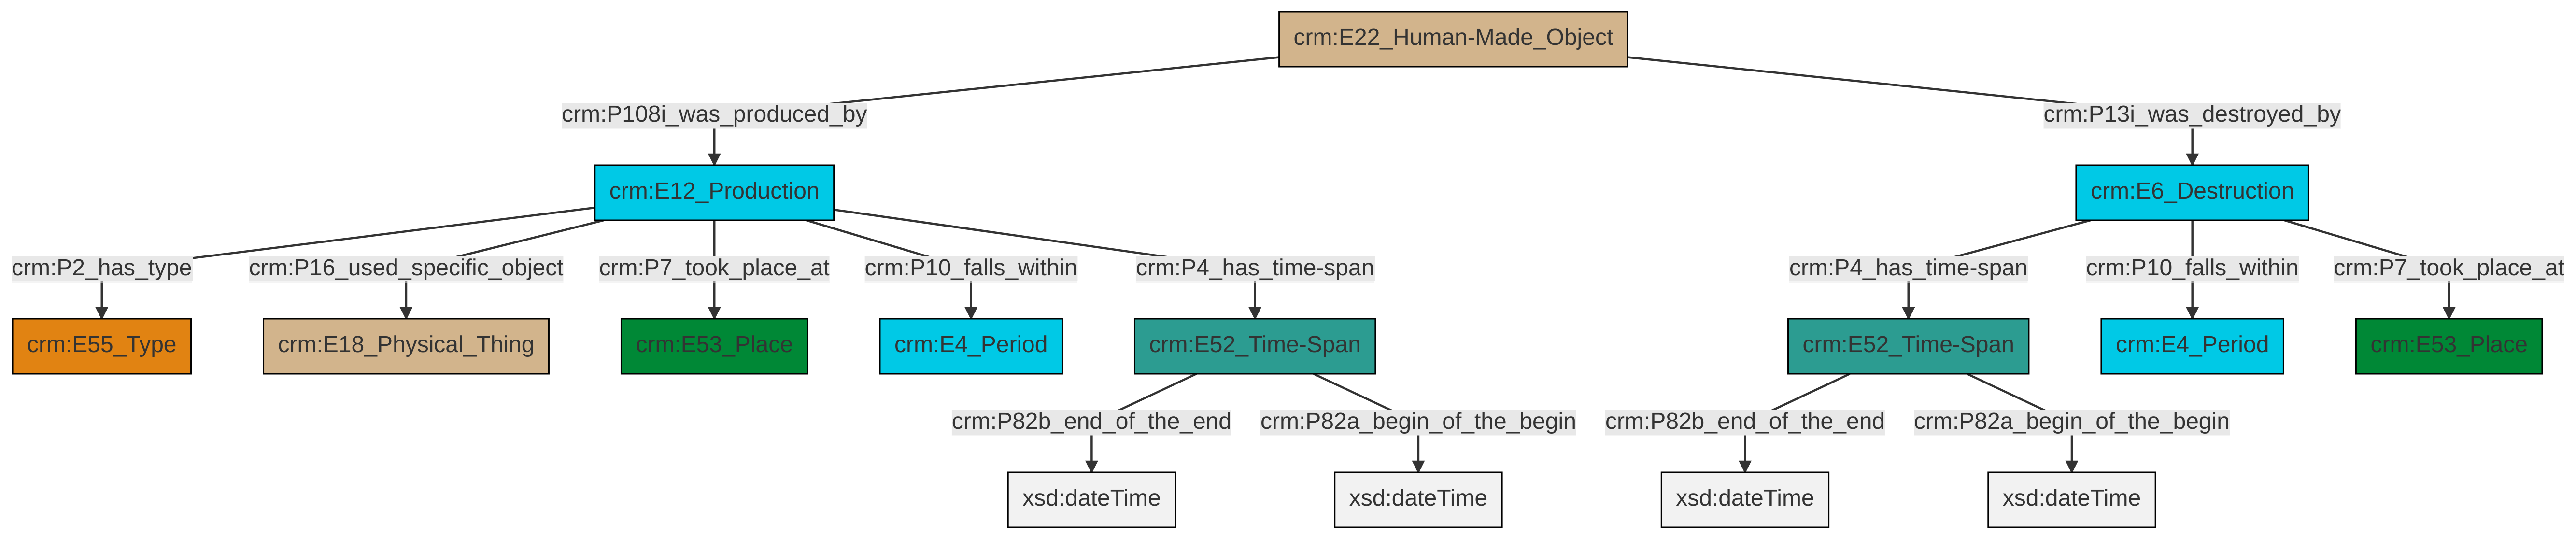 crm:E22_Human-Made_Object
crm:P108i_was_produced_by
crm:P13i_was_destroyed_by
crm:E12_Production
crm:E6_Destruction
crm:P2_has_type
crm:P16_used_specific_object
crm:P7_took_place_at
crm:P10_falls_within
crm:P4_has_time-span
crm:P4_has_time-span
crm:P10_falls_within
crm:P7_took_place_at
crm:E55_Type
crm:E18_Physical_Thing
crm:E53_Place
crm:E4_Period
crm:E52_Time-Span
crm:E52_Time-Span
crm:E4_Period
crm:E53_Place
crm:P82b_end_of_the_end
crm:P82a_begin_of_the_begin
crm:P82b_end_of_the_end
crm:P82a_begin_of_the_begin
xsd:dateTime
xsd:dateTime
xsd:dateTime
xsd:dateTime